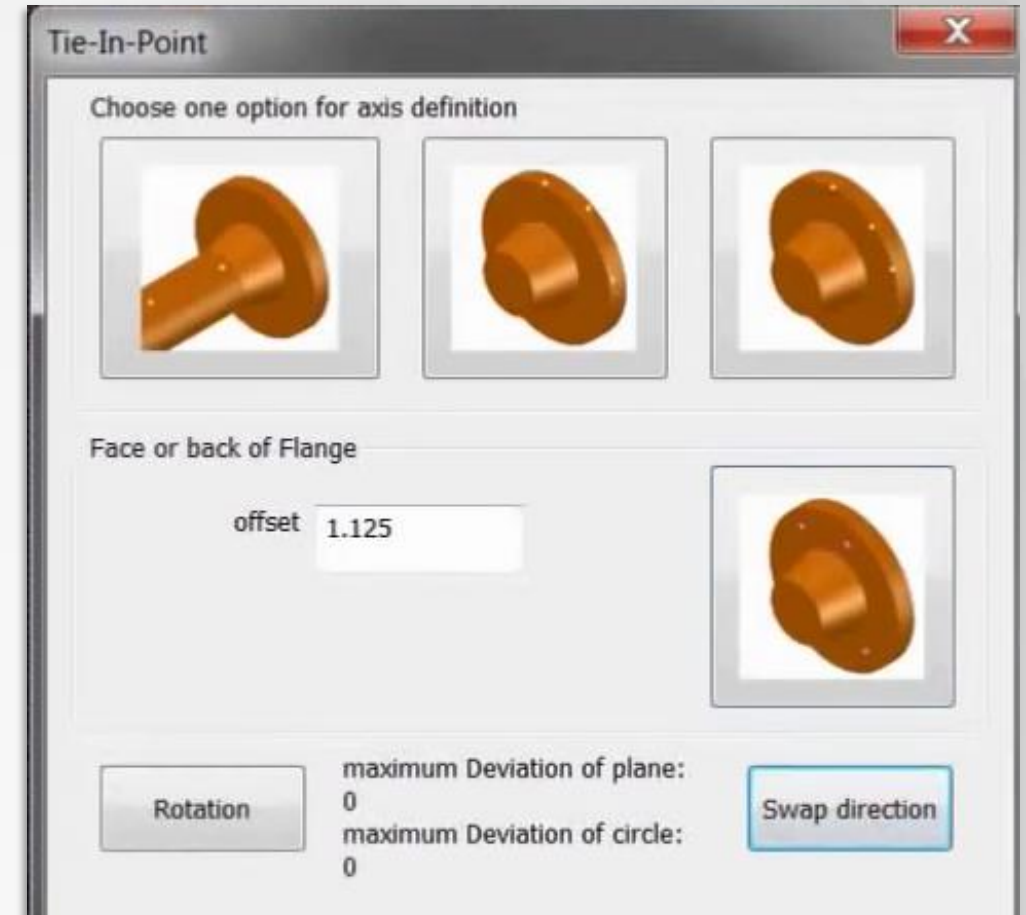 Tie-In-Point
Choose one option for axis definition
Face or back of Flange
offset 1.125
Rotation
maximum Deviation of plane:
0
maximum Deviation of circle:
0
Swap direction